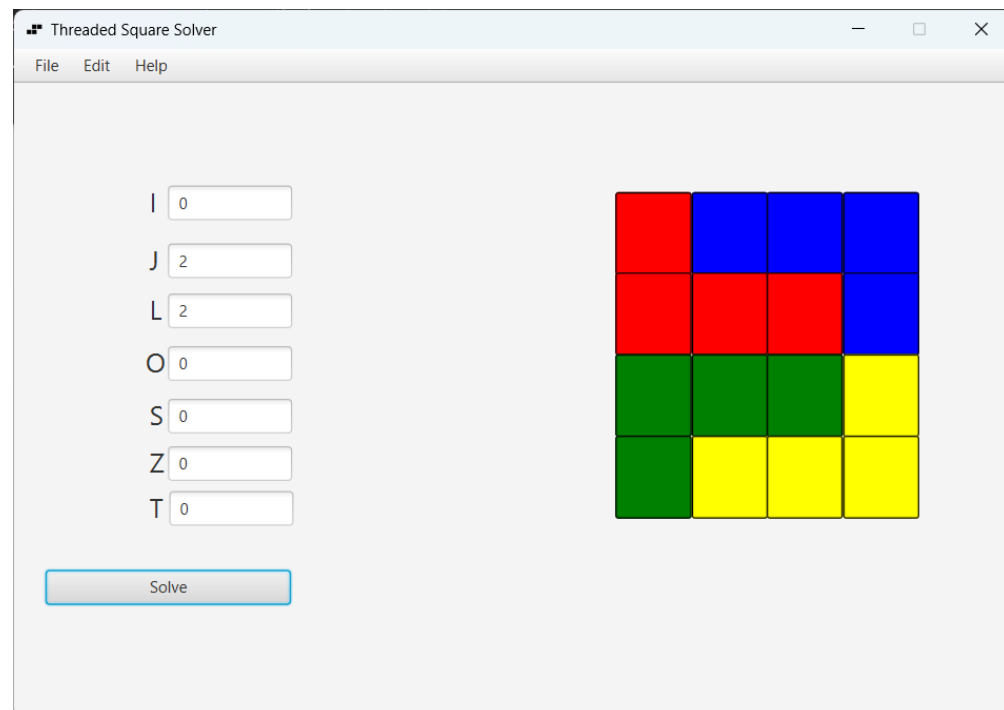 Threaded Square Solver
File Edit Help
I 0
J 2
L 2
O 0
S 0
Z 0
T 0
Solve